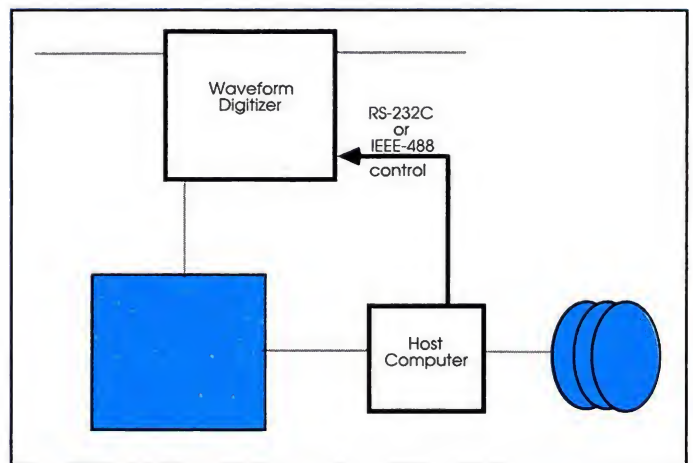 Waveform
Digitizer
RS-232C
or
IEEE-488
control
Host
Computer